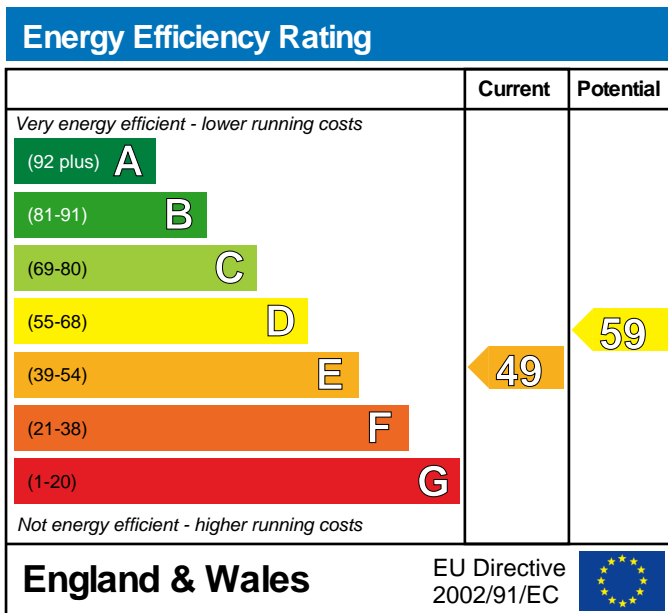 Energy Efficiency Rating
Current Potential
Very energy efficient - lower running costs
(92 plus) A
(81-91) B
(69-80) C
(55-68) D
(39-54) E
(21-38) F
(1-20) G
49
59
Not energy efficient - higher running costs
England & Wales
EU Directive
2002/91/EC